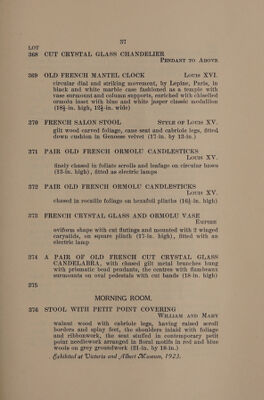 37
LOT
368 CUT CRYSTAL GLASS CHANDELIER
PENDANT TO ABOVE
369 OLD FRENCH MANTEL CLOCK LOUIS XVI.
circular dial and striking movement, by Lepine, Paris, in
black and white marble case fashioned as a temple with
vase surmount and column supports, enriched with chiselled
ormolu inset with blue and white jasper classic medallion
(18½-in. high, 12½-in. wide)
370 FRENCH SALON STOOL STYLE OF LOUIS XV.
gilt wood carved foliage, cane seat and cabriole legs, fitted
down cushion in Genoese velvet (17-in. by 13-in.)
371 PAIR OLD FRENCH ORMOLU CANDLESTICKS
LOUIS XV.
finely chased in foliate scrolls and leafage on circular bases
(13-in. high), fitted as electric lamps
372 PAIR OLD FRENCH ORMOLU CANDLESTICKS
LOUIS XV.
chased in rocaille foliage on hexafoil plinths (10½-in. high)
373 FRENCH CRYSTAL GLASS AND ORMOLU VASE
EMPIRE
oviform shape with cut flutings and mounted with 2 winged
caryatids, on square plinth (17-in. high), fitted with an
electric lamp
374 A PAIR OF OLD FRENCH CUT CRYSTAL GLASS
CANDELABRA, with chased gilt metal branches hung
with prismatic bead pendants, the centres with flambeaux
surmounts on oval pedestals with cut bands (18-in. high)
375
MORNING ROOM.
376 STOOL WITH PETIT POINT COVERING
WILLIAM AND MARY
walnut wood with cabriole legs, having raised scroll
borders and splay feet, the shoulders inlaid with foliage
and ribbonwork, the seat stuffed in contemporary petit
point needlework arranged in floral motifs in red and blue
wools on grey groundwork (21-in. by 18-in.)
Exhibited at Victoria and Albert Museum, 1923.